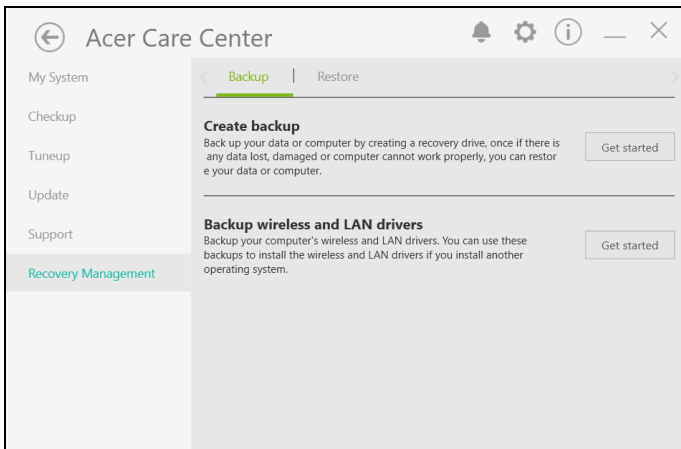 Acer Care Center
My System
Checkup
Tuneup
Update
Support
Recovery Management
Backup
Restore
Create backup
Back up your data or computer by creating a recovery drive, once if there is
any data lost, damaged or computer cannot work properly, you can restor
e your data or computer.
Get started
Backup wireless and LAN drivers
Backup your computer's wireless and LAN drivers. You can use these
backups to install the wireless and LAN drivers if you install another
operating system.
Get started